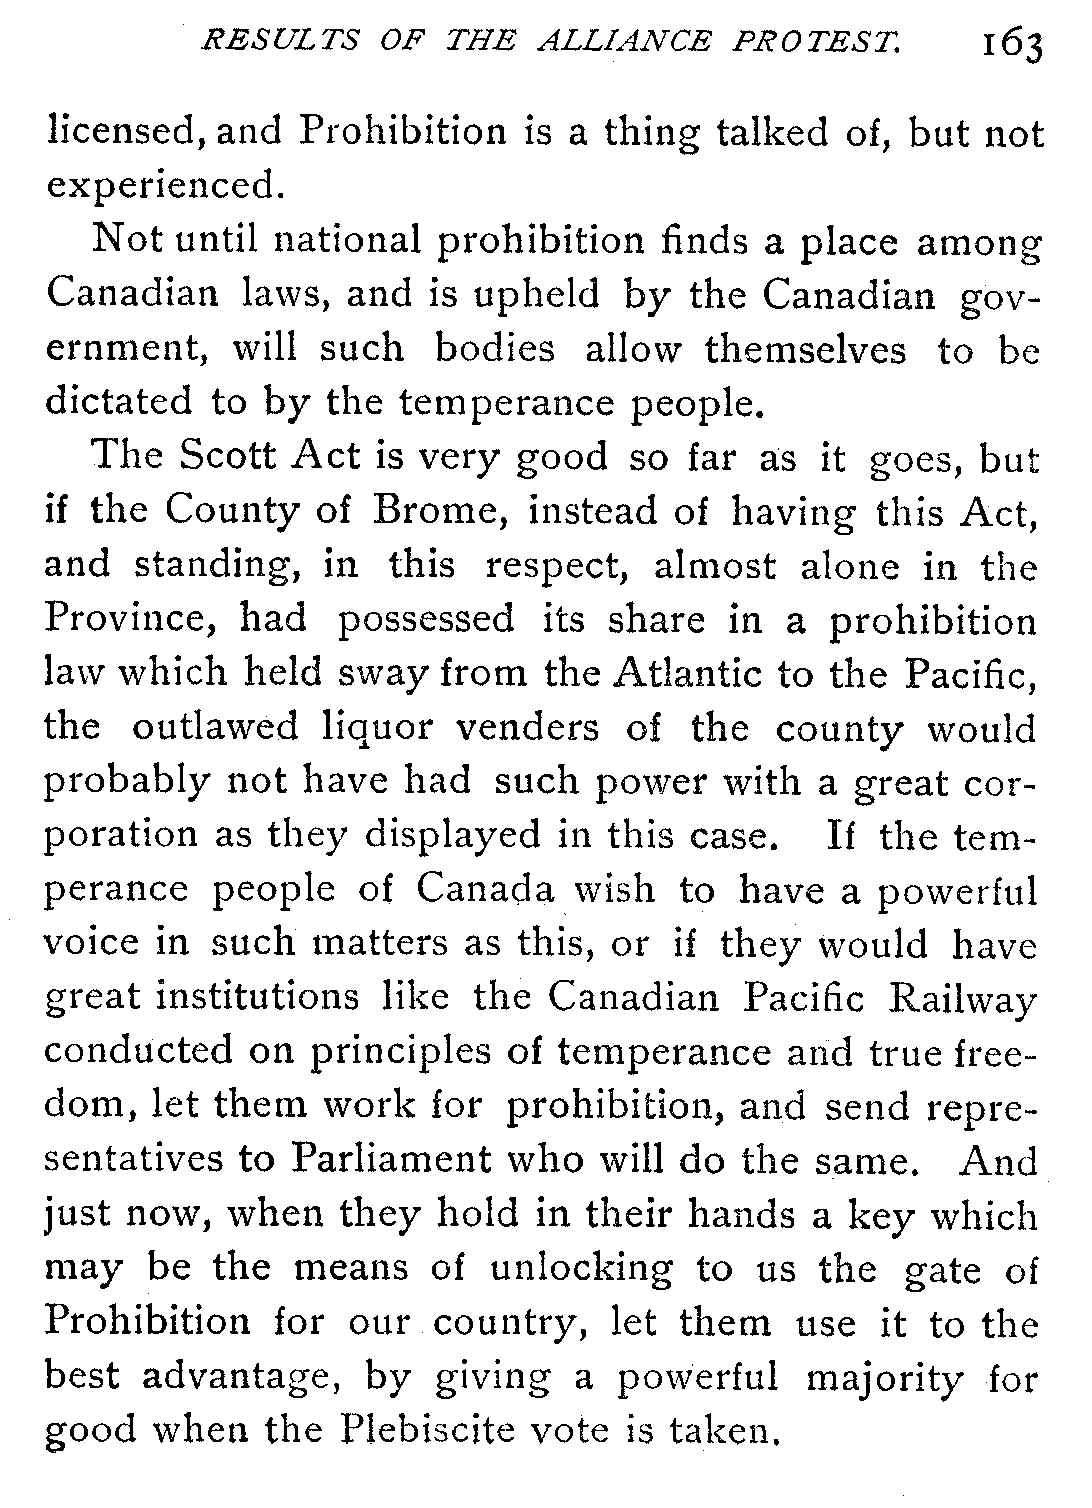 RESULTS OF THE ALLIANCE PROTEST. 163
licensed, and Prohibition is a thing talked of, but not
experienced.
Not until national prohibition finds a place among
Canadian laws, and is upheld by the Canadian gov-
ernment, will such bodies allow themselves to be
dictated to by the temperance people.
The Scott Act is very good so far as it goes, but
if the County of Brome, instead of having this Act,
and standing, in this respect, almost alone in the
Province, had possessed its share in a prohibition
law which held sway from the Atlantic to the Pacific,
the outlawed liquor venders of the county would
probably not have had such power with a great cor-
poration as they displayed in this case. If the tem-
perance people of Canada wish to have a powerful
voice in such matters as this, or if they would have
great institutions like the Canadian Pacific Railway
conducted on principles of temperance and true free-
dom, let them work for prohibition, and send repre-
sentatives to Parliament who will do the same. And
just now, when they hold in their hands a key which
may be the means of unlocking to us the gate of
Prohibition for our country, let them use it to the
best advantage, by giving a powerful majority for
good when the Plebiscite vote is taken.